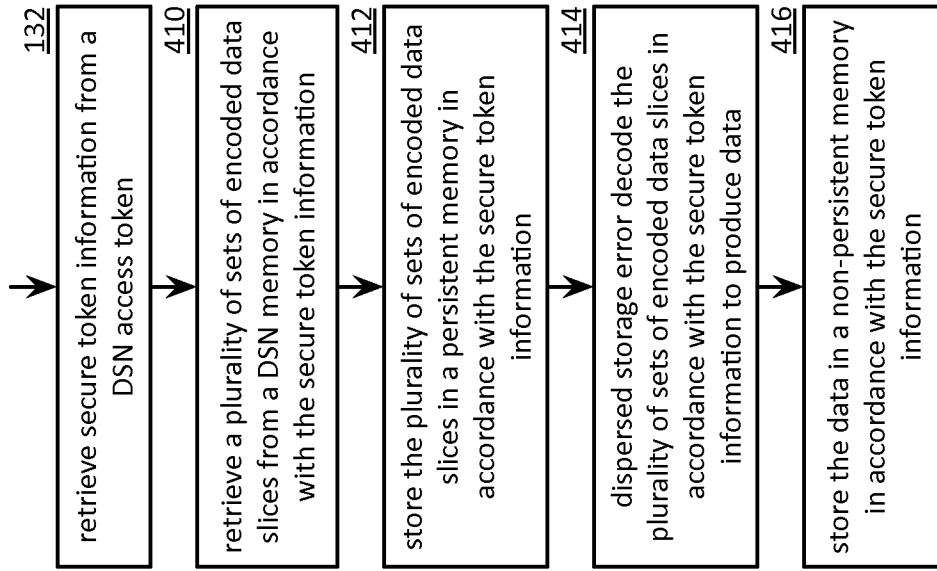 132
retrieve secure token information from a
DSN access token
410
retrieve a plurality of sets of encoded data
slices from a DSN memory in accordance
with the secure token information
412
store the plurality of sets of encoded data
slices in a persistent memory in
accordance with the secure token
information
414
dispersed storage error decode the
plurality of sets of encoded data slices in
accordance with the secure token
information to produce data
416
store the data in a non-persistent memory
in accordance with the secure token
information